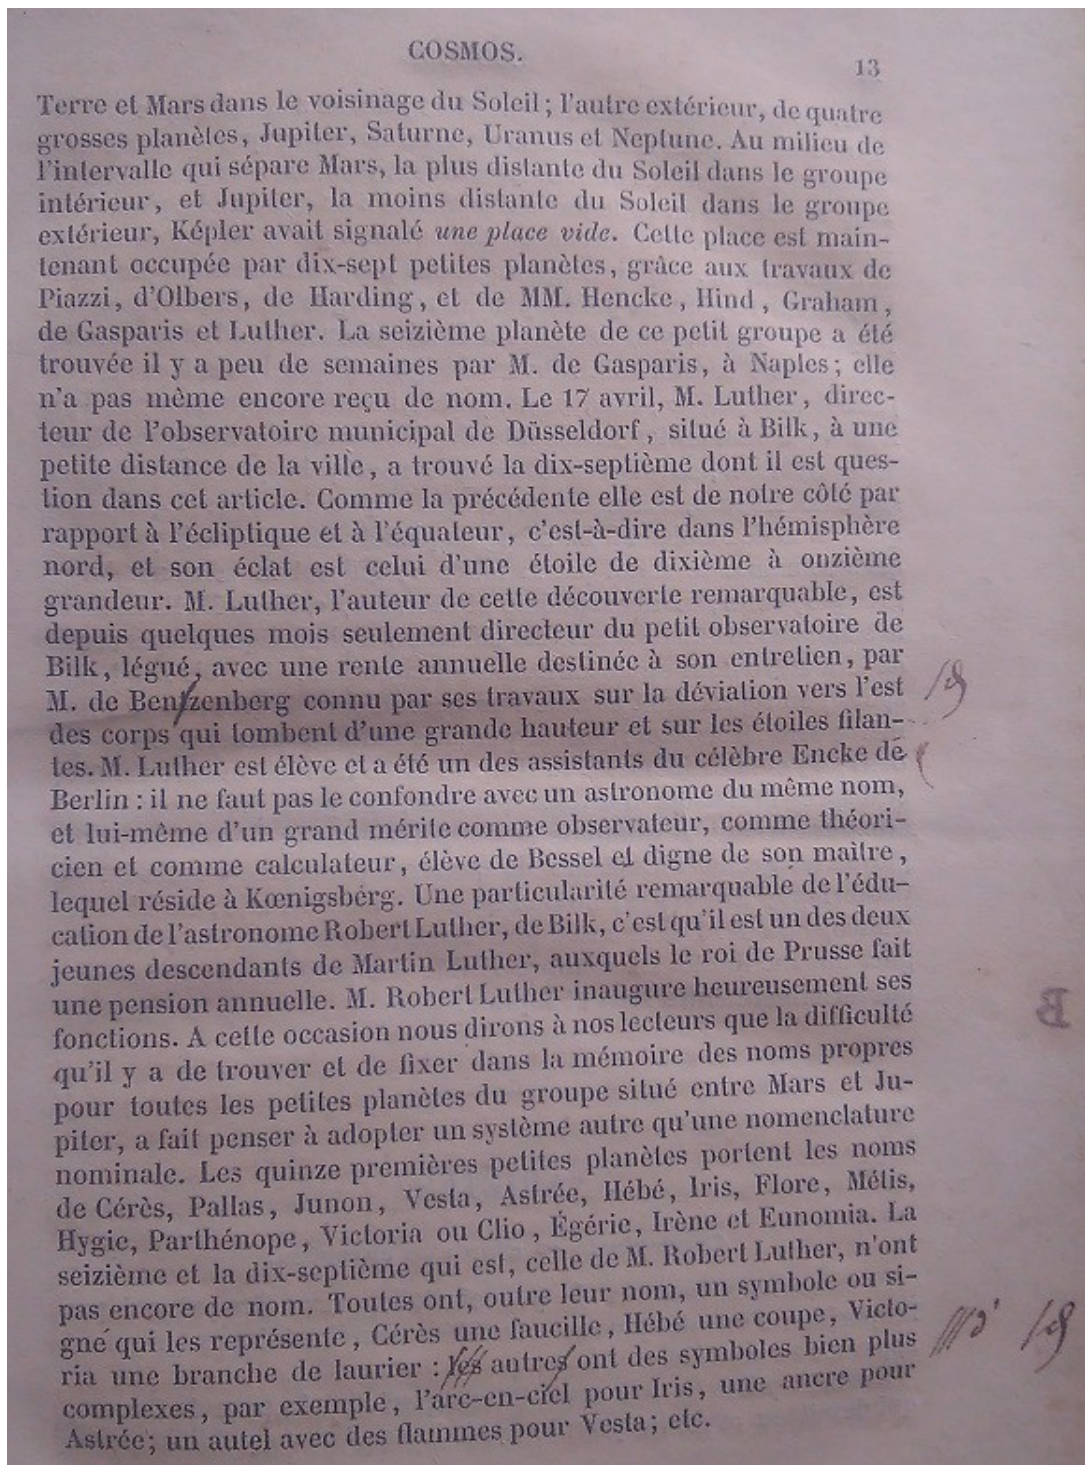 COSMOS.
13
Terre et Mars dans le voisinage du Soleil ; l'autre extérieur, de quatre
grosses planètes, Jupiter, Saturne, Uranus et Neptune. Au milieu de
l'intervalle qui sépare Mars, la plus distante du Soleil dans le groupe
intérieur, et Jupiter, la moins distante du Soleil dans le groupe
extérieur, Képler avait signalé une place vide. Cette place est main-
tenant occupée par dix-sept petites planètes, grâce aux travaux de
Piazzi, d'Olbers, de Harding, et de MM. Hencke, Hind, Graham,
de Gasparis et Luther. La seizième planète de ce petit groupe a été
trouvée il y a peu de semaines par M. de Gasparis, à Naples ; elle
n'a pas même encore reçu de nom. Le 17 avril, M. Luther, direc-
teur de l'observatoire municipal de Düsseldorf, situé à Bilk, à une
petite distance de la ville, a trouvé la dix-septième dont il est ques-
tion dans cet article. Comme la précédente elle est de notre côté par
rapport à l'écliptique et à l'équateur, c'est-à-dire dans l'hémisphère
nord, et son éclat est celui d'une étoile de dixième à onzième
grandeur. M. Luther, l'auteur de cette découverte remarquable, est
depuis quelques mois seulement directeur du petit observatoire de
Bilk, légué, avec une rente annuelle destinée à son entretien, par
M. de Bentzenberg connu par ses travaux sur la déviation vers l'est
des corps qui tombent d'une grande hauteur et sur les étoiles filan-
tes. M. Luther est élève et a été un des assistants du célèbre Encke de
Berlin : il ne faut pas le confondre avec un astronome du même nom,
et lui-même d'un grand mérite comme observateur, comme théori-
cien et comme calculateur, élève de Bessel et digne de son maître,
lequel réside à Kœnigsberg. Une particularité remarquable de l'édu-
cation de l'astronome Robert Luther, de Bilk, c'est qu'il est un des deux
jeunes descendants de Martin Luther, auxquels le roi de Prusse fait
une pension annuelle. M. Robert Luther inaugure heureusement ses
fonctions. A cette occasion nous dirons à nos lecteurs que la difficulté
qu'il y a de trouver et de fixer dans la mémoire des noms propres
pour toutes les petites planètes du groupe situé entre Mars et Ju-
piter, a fait penser à adopter un système autre qu'une nomenclature
nominale. Les quinze premières petites planètes portent les noms
de Cérès, Pallas, Junon, Vesta, Astrée, Hébé, Iris, Flore, Métis,
Hygie, Parthénope, Victoria ou Clio, Égérie, Irène et Eunomia. La
seizième et la dix-septième qui est, celle de M. Robert Luther, n'ont
pas encore de nom. Toutes ont, outre leur nom, un symbole ou si-
gne qui les représente, Cérès une faucille, Hébé une coupe, Victo-
ria une branche de laurier : les autres ont des symboles bien plus
complexes, par exemple, l'arc-en-ciel pour Iris, une ancre pour
Astrée ; un autel avec des flammes pour Vesta ; etc.